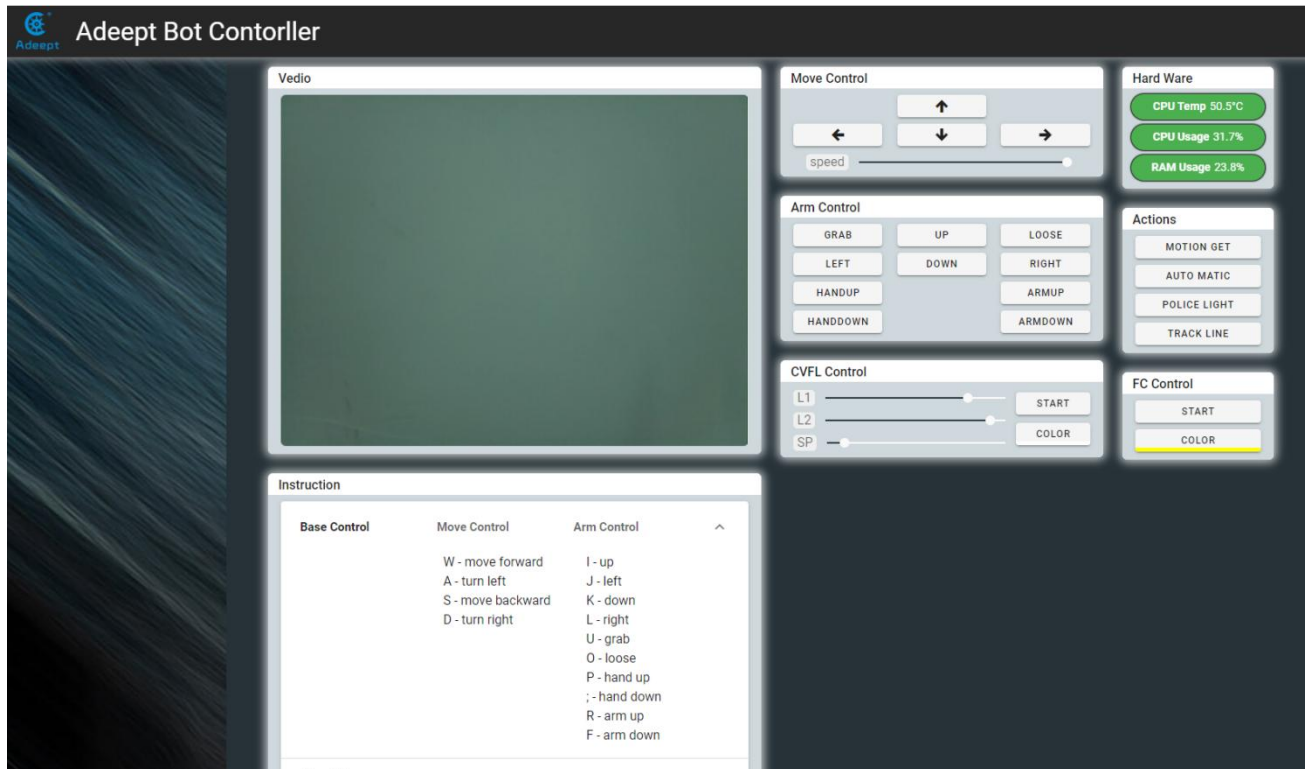 Adeept
Adeept Bot Contorller
Vedio
Move Control
speed
Arm Control
GRAB UP LOOSE
LEFT DOWN RIGHT
HANDUP ARMUP
HANDDOWN ARMDOWN
CVFL Control
L1
START
L2
SP
COLOR
Hard Ware
CPU Temp 50.5°C
CPU Usage 31.7%
RAM Usage 23.8%
Actions
MOTION GET
AUTO MATIC
POLICE LIGHT
TRACK LINE
FC Control
START
COLOR
Instruction
Base Control Move Control Arm Control
W - move forward
A - turn left
S - move backward
D - turn right
I - up
J - left
K - down
L - right
U - grab
O - loose
P - hand up
; - hand down
R - arm up
F - arm down